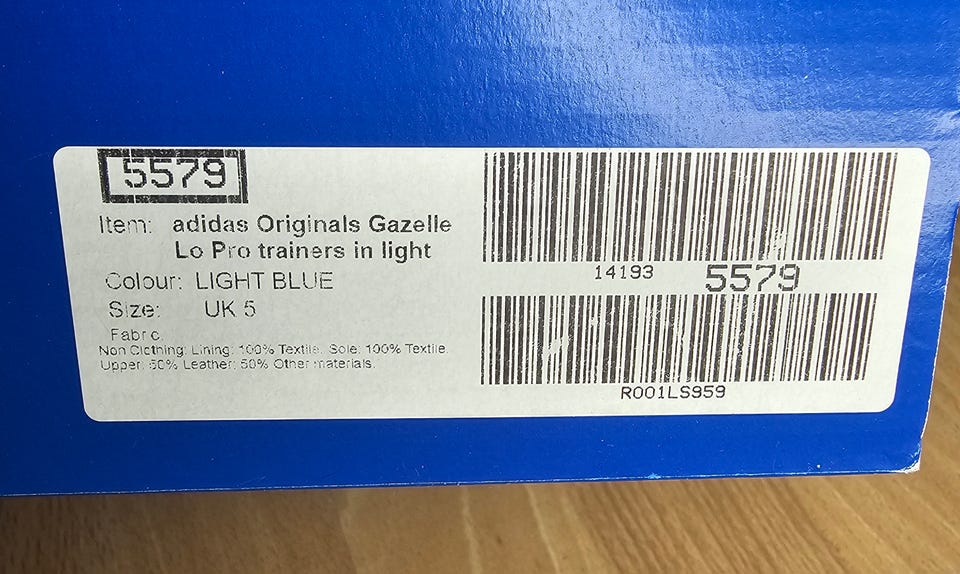 5579
Item: adidas Originals Gazelle
Lo Pro trainers in light
Colour: LIGHT BLUE
Size: UK 5
Fabric
Non Clothing: Lining: 100% Textile. Sole: 100% Textile.
Upper: 50% Leather: 50% Other materials.
14193 5579
R001LS959